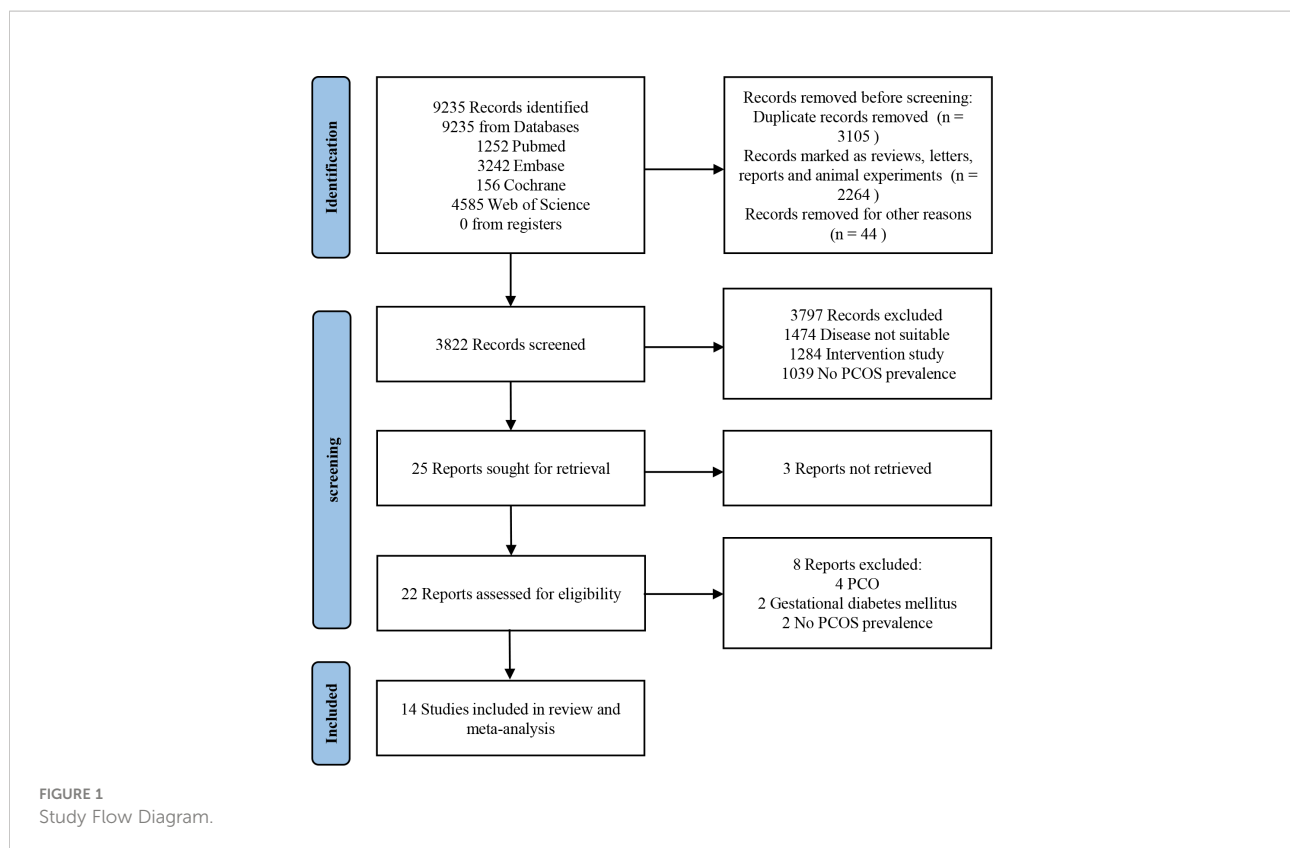 Identification
9235 Records identified
9235 from Databases
1252 Pubmed
3242 Embase
156 Cochrane
4585 Web of Science
0 from registers
Records removed before screening:
Duplicate records removed (n =
3105 )
Records marked as reviews, letters,
reports and animal experiments (n =
2264 )
Records removed for other reasons
(n = 44 )
screening
3822 Records screened
3797 Records excluded
1474 Disease not suitable
1284 Intervention study
1039 No PCOS prevalence
25 Reports sought for retrieval
3 Reports not retrieved
22 Reports assessed for eligibility
8 Reports excluded:
4 PCO
2 Gestational diabetes mellitus
2 No PCOS prevalence
Included
14 Studies included in review and
meta-analysis
FIGURE 1
Study Flow Diagram.